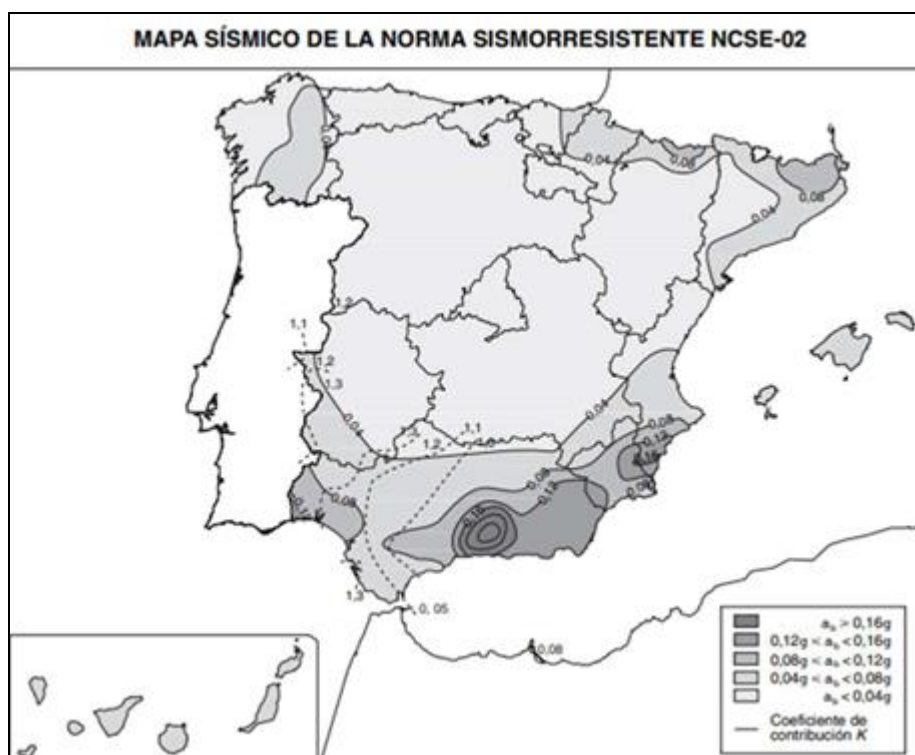 MAPA SÍSMICO DE LA NORMA SISMORRESISTENTE NCSE-02
0,04
0,08
0,04
0,08
1,2
1,1
1,2
1,3
0,04
0,04
1,1
1,2
0,08
0,12
0,16
0,08
0,08
0,12
0,16
1,3
0,05
0,08
a_b > 0,16g
0,12g < a_b < 0,16g
0,08g < a_b < 0,12g
0,04g < a_b < 0,08g
a_b < 0,04g
Coeficiente de
contribución K